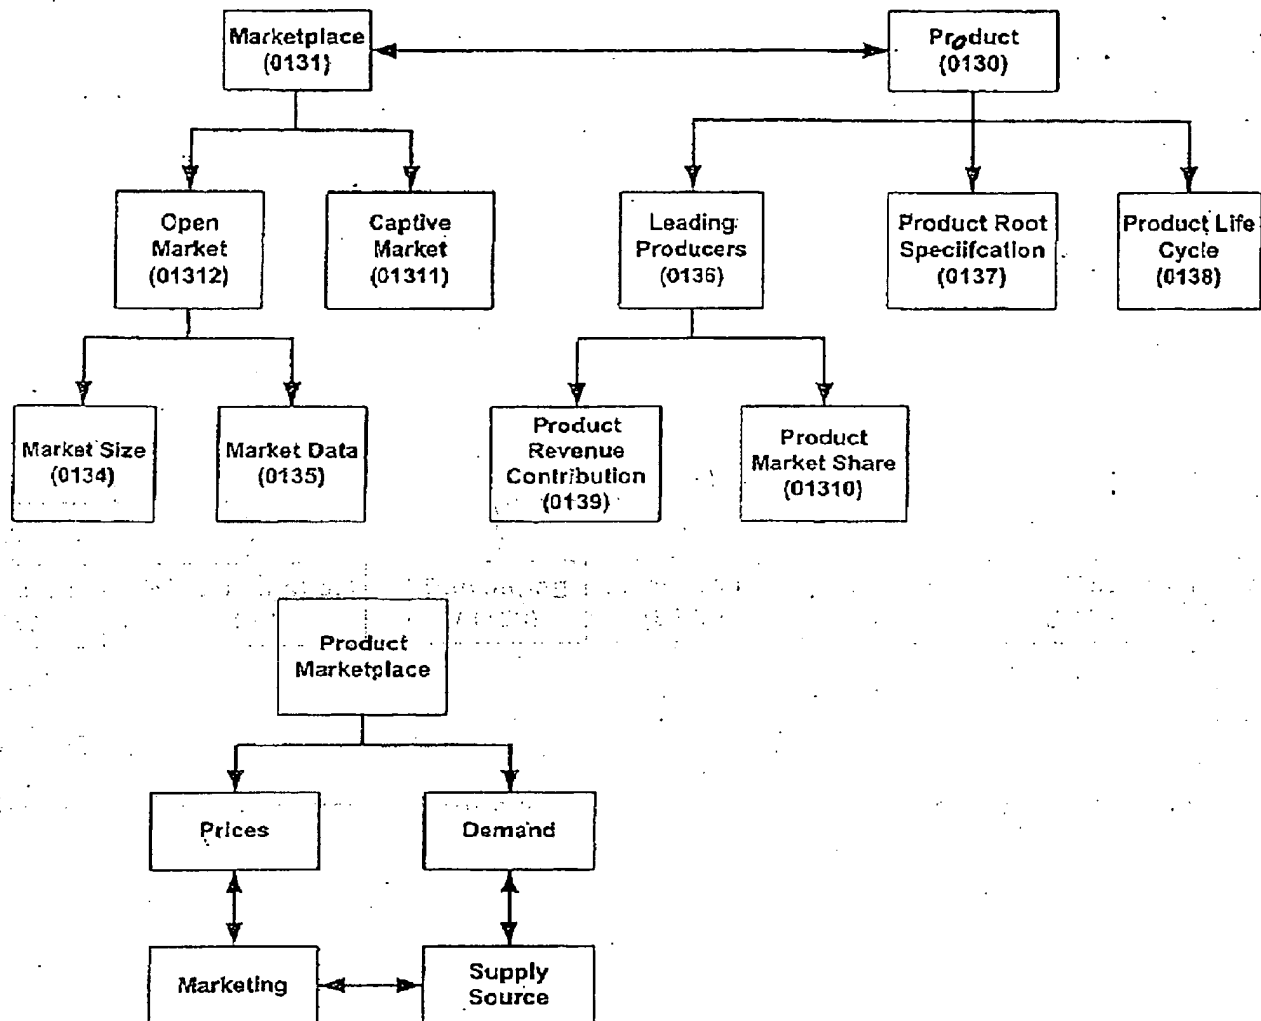 Marketplace
(0131)
Product
(0130)
Open
Market
(01312)
Captive
Market
(01311)
Leading
Producers
(0136)
Product Root
Speciifcation
(0137)
Product Life
Cycle
(0138)
Market Size
(0134)
Market Data
(0135)
Product
Revenue
Contribution
(0139)
Product
Market Share
(01310)
Product
Marketplace
Prices
Demand
Marketing
Supply
Source